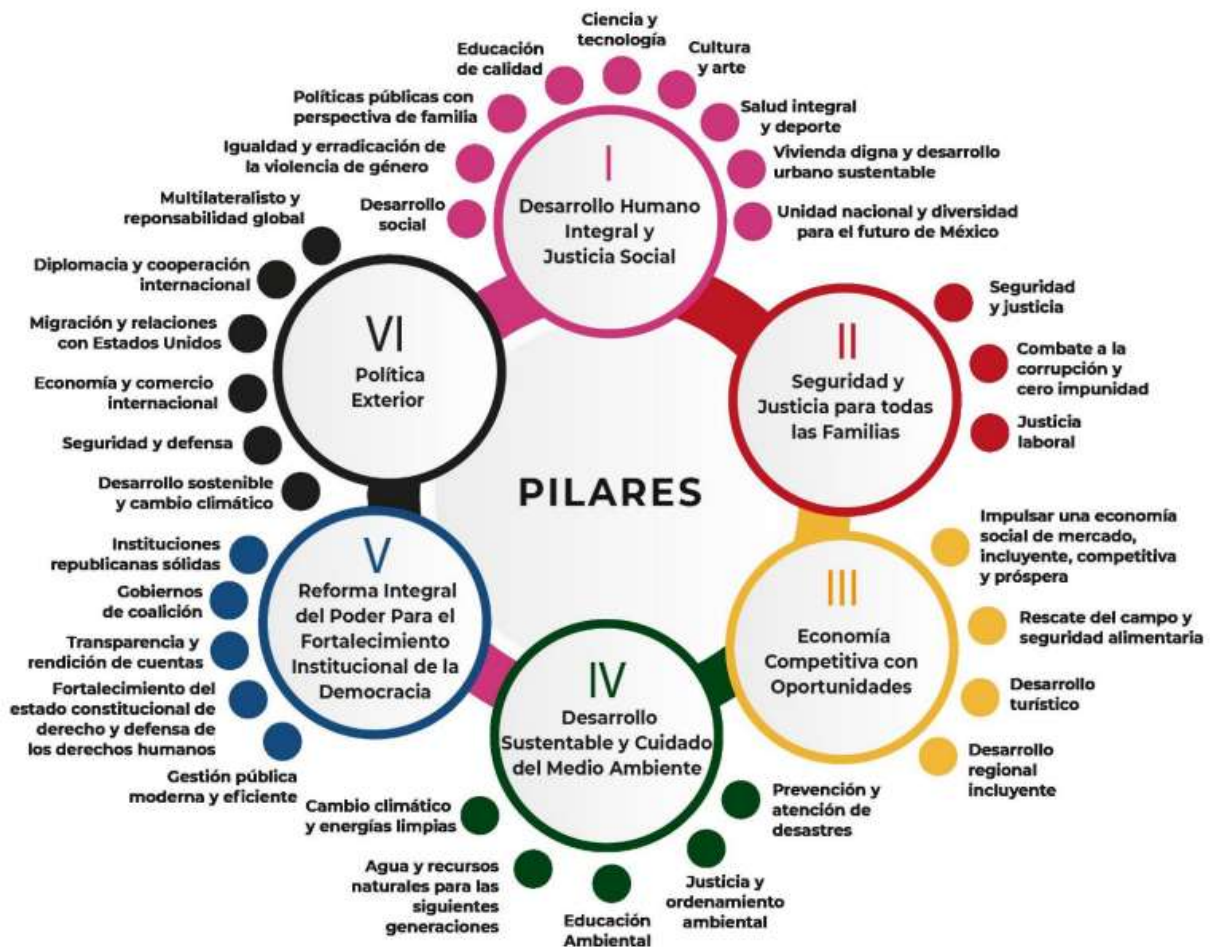 Ciencia y
tecnología
Educación
de calidad
Cultura
y arte
Políticas públicas con
perspectiva de familia
Salud integral
y deporte
Igualdad y erradicación de
la violencia de género
Vivienda digna y desarrollo
urbano sustentable
Desarrollo
social
Unidad nacional y diversidad
para el futuro de México
I
Desarrollo Humano
Integral y
Justicia Social
Seguridad
y justicia
Combate a la
corrupción y
cero impunidad
Justicia
laboral
II
Seguridad y
Justicia para todas
las Familias
PILARES
Impulsar una economía
social de mercado,
incluyente, competitiva
y próspera
Rescate del campo y
seguridad alimentaria
Desarrollo
turístico
Desarrollo
regional
incluyente
III
Economía
Competitiva con
Oportunidades
IV
Desarrollo
Sustentable y Cuidado
del Medio Ambiente
Prevención y
atención de
desastres
Justicia y
ordenamiento
ambiental
Educación
Ambiental
Agua y recursos
naturales para las
siguientes
generaciones
Cambio climático
y energías limpias
V
Reforma Integral
del Poder Para el
Fortalecimiento
Institucional de la
Democracia
Instituciones
republicanas sólidas
Gobiernos
de coalición
Transparencia y
rendición de cuentas
Fortalecimiento del
estado constitucional de
derecho y defensa de
los derechos humanos
Gestión pública
moderna y eficiente
VI
Política
Exterior
Multilateralisto y
reponsabilidad global
Diplomacia y cooperación
internacional
Migración y relaciones
con Estados Unidos
Economía y comercio
internacional
Seguridad y defensa
Desarrollo sostenible
y cambio climático